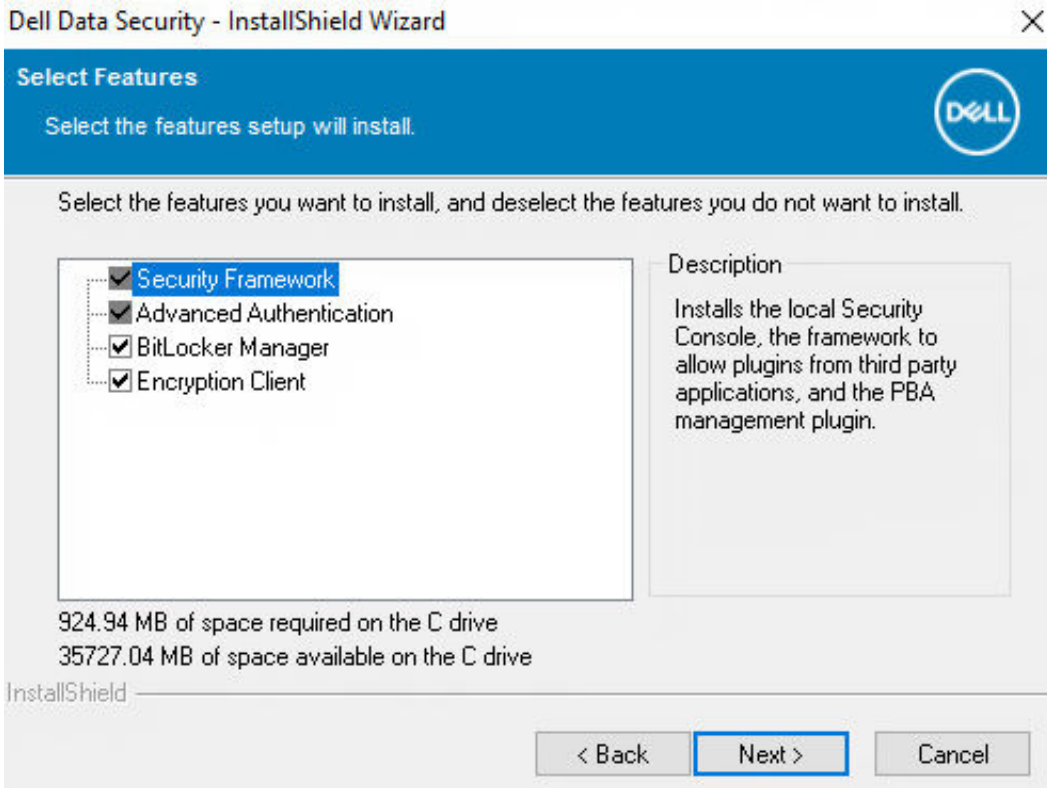 Dell Data Security - InstallShield Wizard
Select Features
Select the features setup will install.
DELL
Select the features you want to install, and deselect the features you do not want to install.
Security Framework
Advanced Authentication
BitLocker Manager
Encryption Client
Description
Installs the local Security
Console, the framework to
allow plugins from third party
applications, and the PBA
management plugin.
924.94 MB of space required on the C drive
35727.04 MB of space available on the C drive
InstallShield
< Back
Next >
Cancel